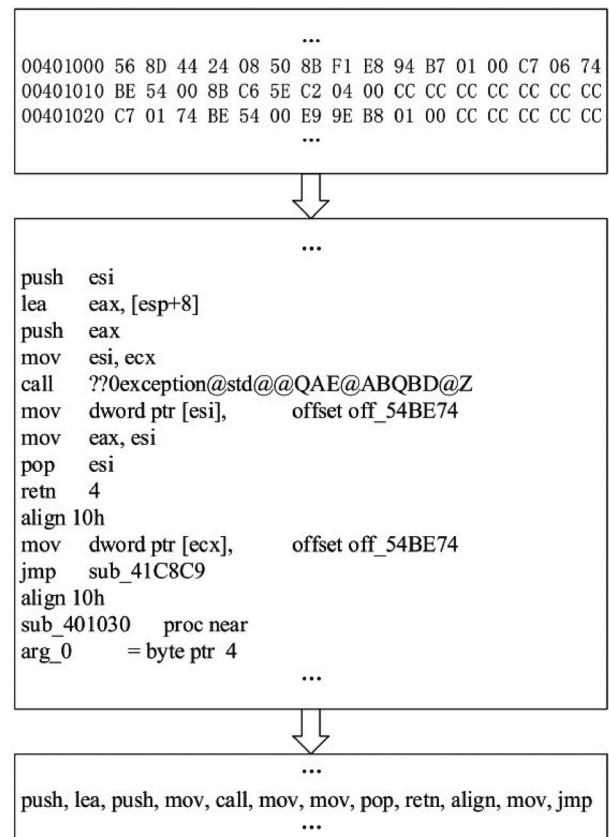 ...
00401000 56 8D 44 24 08 50 8B F1 E8 94 B7 01 00 C7 06 74
00401010 BE 54 00 8B C6 5E C2 04 00 CC CC CC CC CC CC CC
00401020 C7 01 74 BE 54 00 E9 9E B8 01 00 CC CC CC CC CC
...
...
push esi
lea eax, [esp+8]
push eax
mov esi, ecx
call ??0exception@std@@QAE@ABQBD@Z
mov dword ptr [esi], offset off_54BE74
mov eax, esi
pop esi
retn 4
align 10h
mov dword ptr [ecx], offset off_54BE74
jmp sub_41C8C9
align 10h
sub_401030 proc near
arg_0 = byte ptr 4
...
...
push, lea, push, mov, call, mov, mov, pop, retn, align, mov, jmp
...